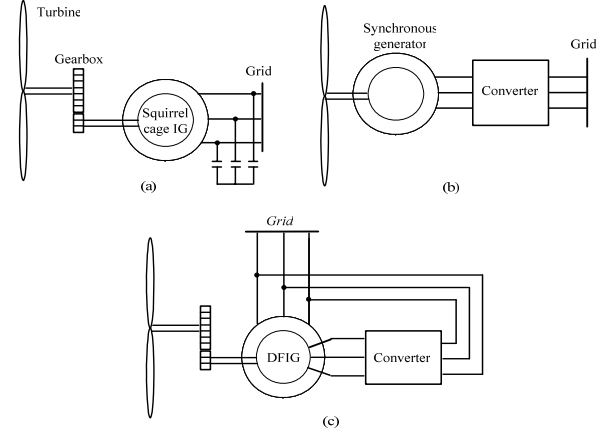 Turbine
Gearbox
Squirrel
cage IG
Grid
(a)
Synchronous
generator
Converter
Grid
(b)
Grid
DFIG
Converter
(c)